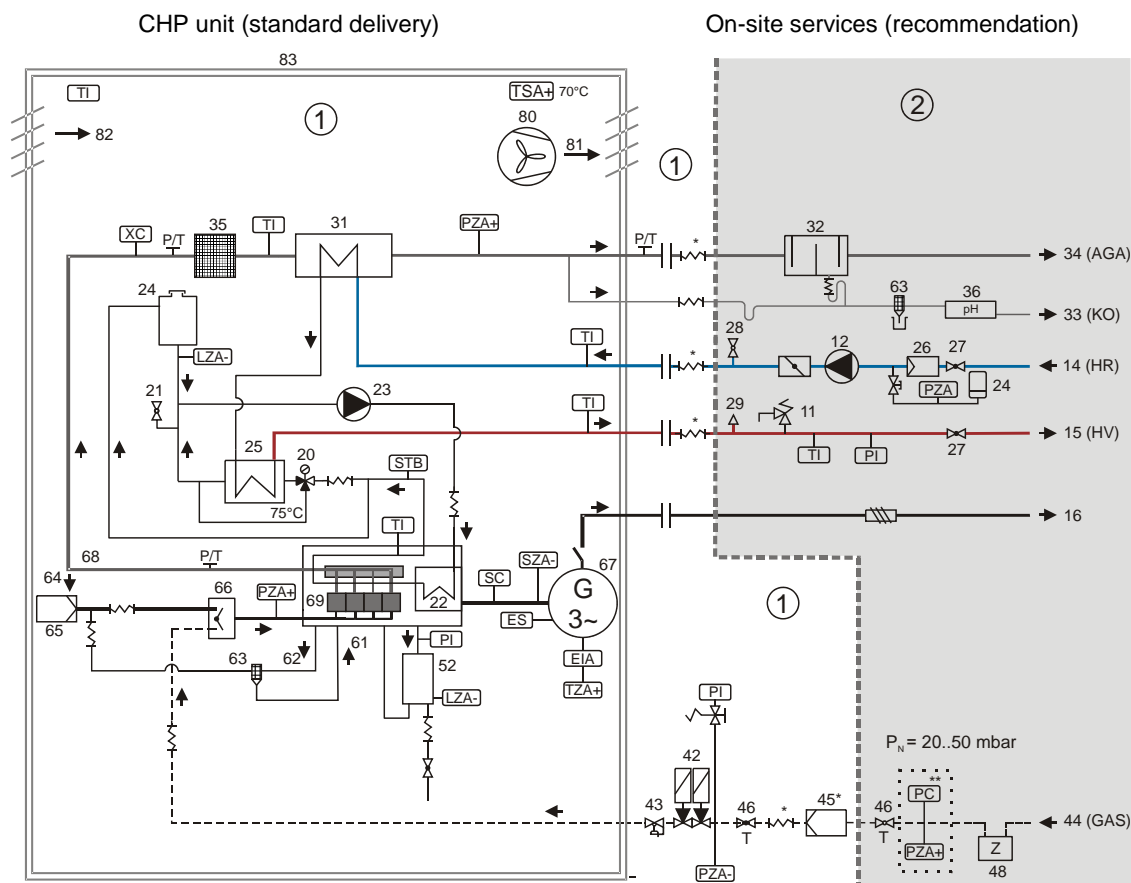 CHP unit (standard delivery)
On-site services (recommendation)
83
TI
TSA+ 70°C
1
2
80
82
81
1
XC
P/T
35
TI
31
PZA+
P/T
*
32
34 (AGA)
24
63
36
pH
33 (KO)
LZA-
TI
*
28
12
26
27
14 (HR)
PZA
24
21
23
TI
*
29
11
15 (HV)
25
20
STB
TI
PI
27
75°C
16
TI
68
P/T
SZA-
67
64
66
PZA+
69
22
SC
G
3~
1
65
ES
PI
62
61
63
52
EIA
LZA-
TZA+
PI
PN = 20..50 mbar
42
**
43
46
*
45*
46
PC
44 (GAS)
T
T
PZA+
Z
PZA-
48